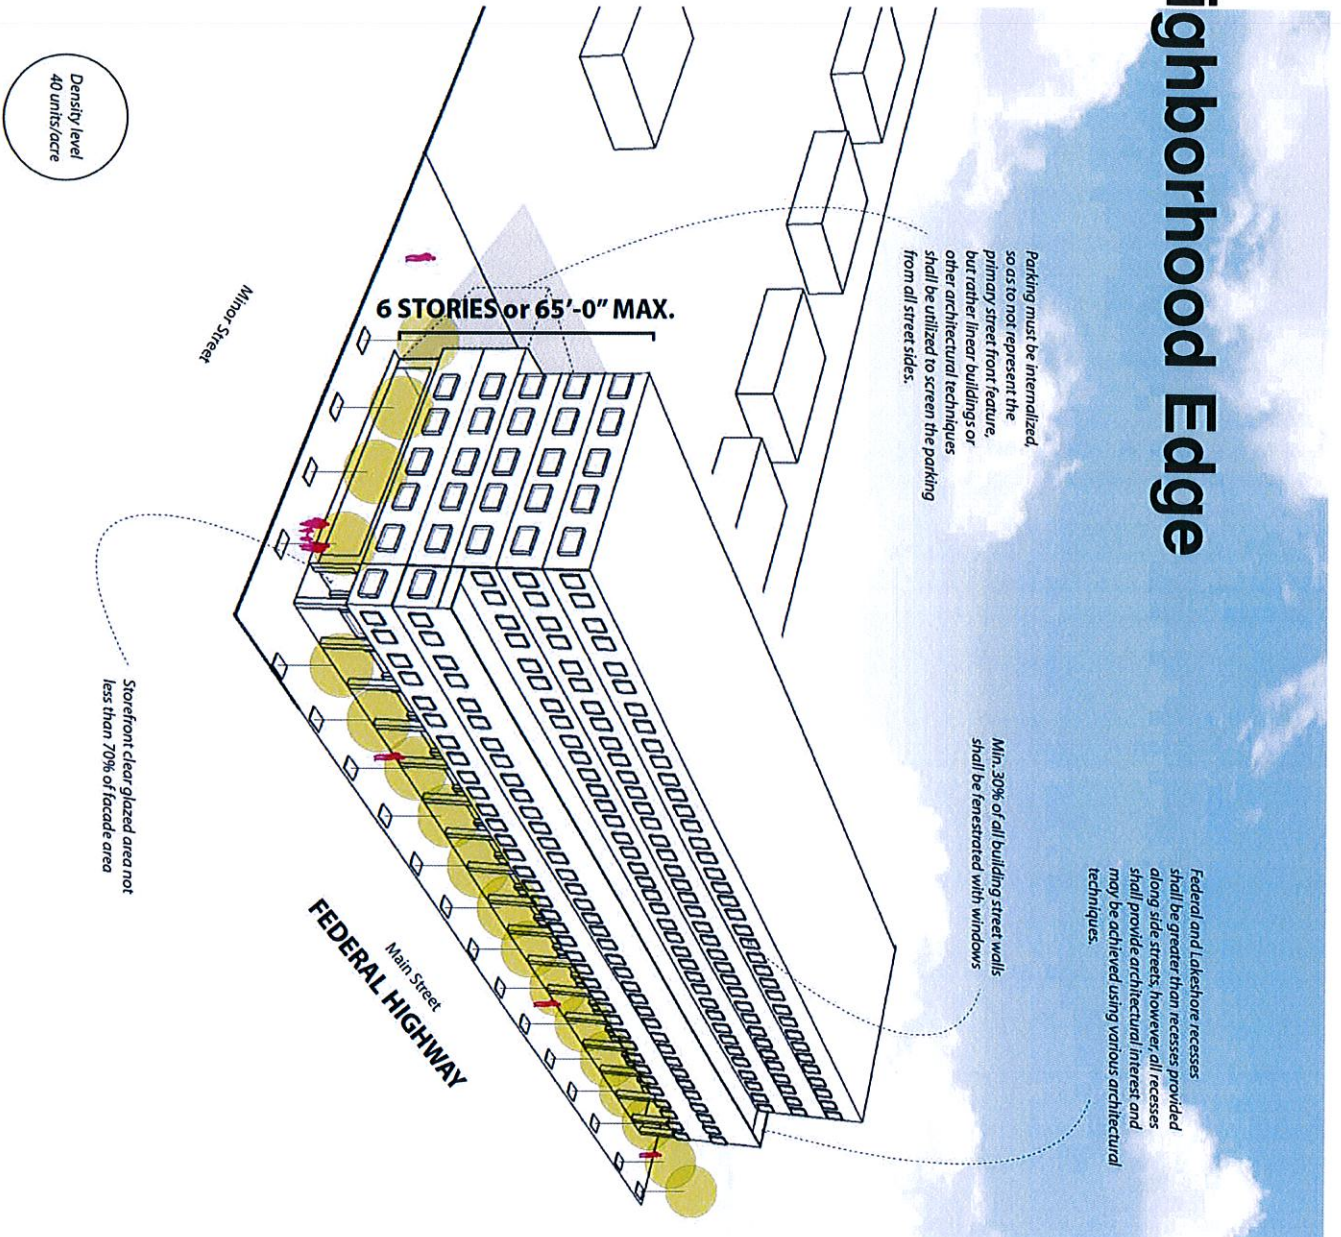 ighborhood Edge
Federal and Lakeshore recesses
shall be greater than recesses provided
along side streets, however, all recesses
shall provide architectural interest and
may be achieved using various architectural
techniques.
Parking must be internalized,
so as to not represent the
primary street front feature,
but rather linear buildings or
other architectural techniques
shall be utilized to screen the parking
from all street sides.
Min. 30% of all building street walls
shall be fenestrated with windows
6 STORIES or 65'-0" MAX.
Minor Street
Main Street
FEDERAL HIGHWAY
Storefront clear glazed area not
less than 70% of facade area
Density level
40 units/acre